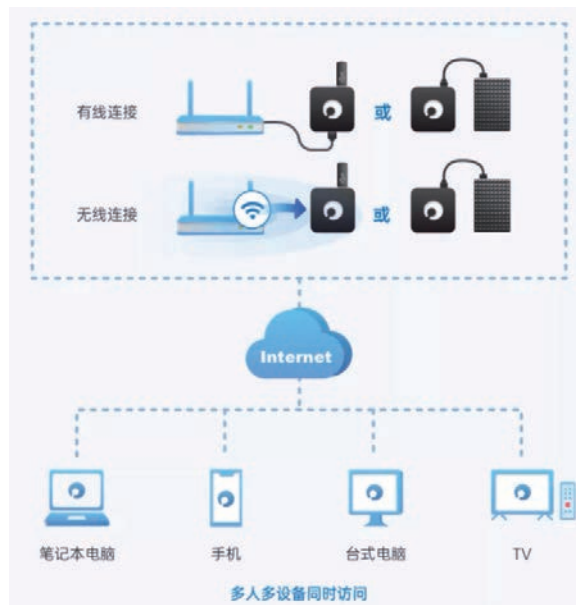 有线连接
或
无线连接
或
Internet
笔记本电脑
手机
台式电脑
TV
多人多设备同时访问